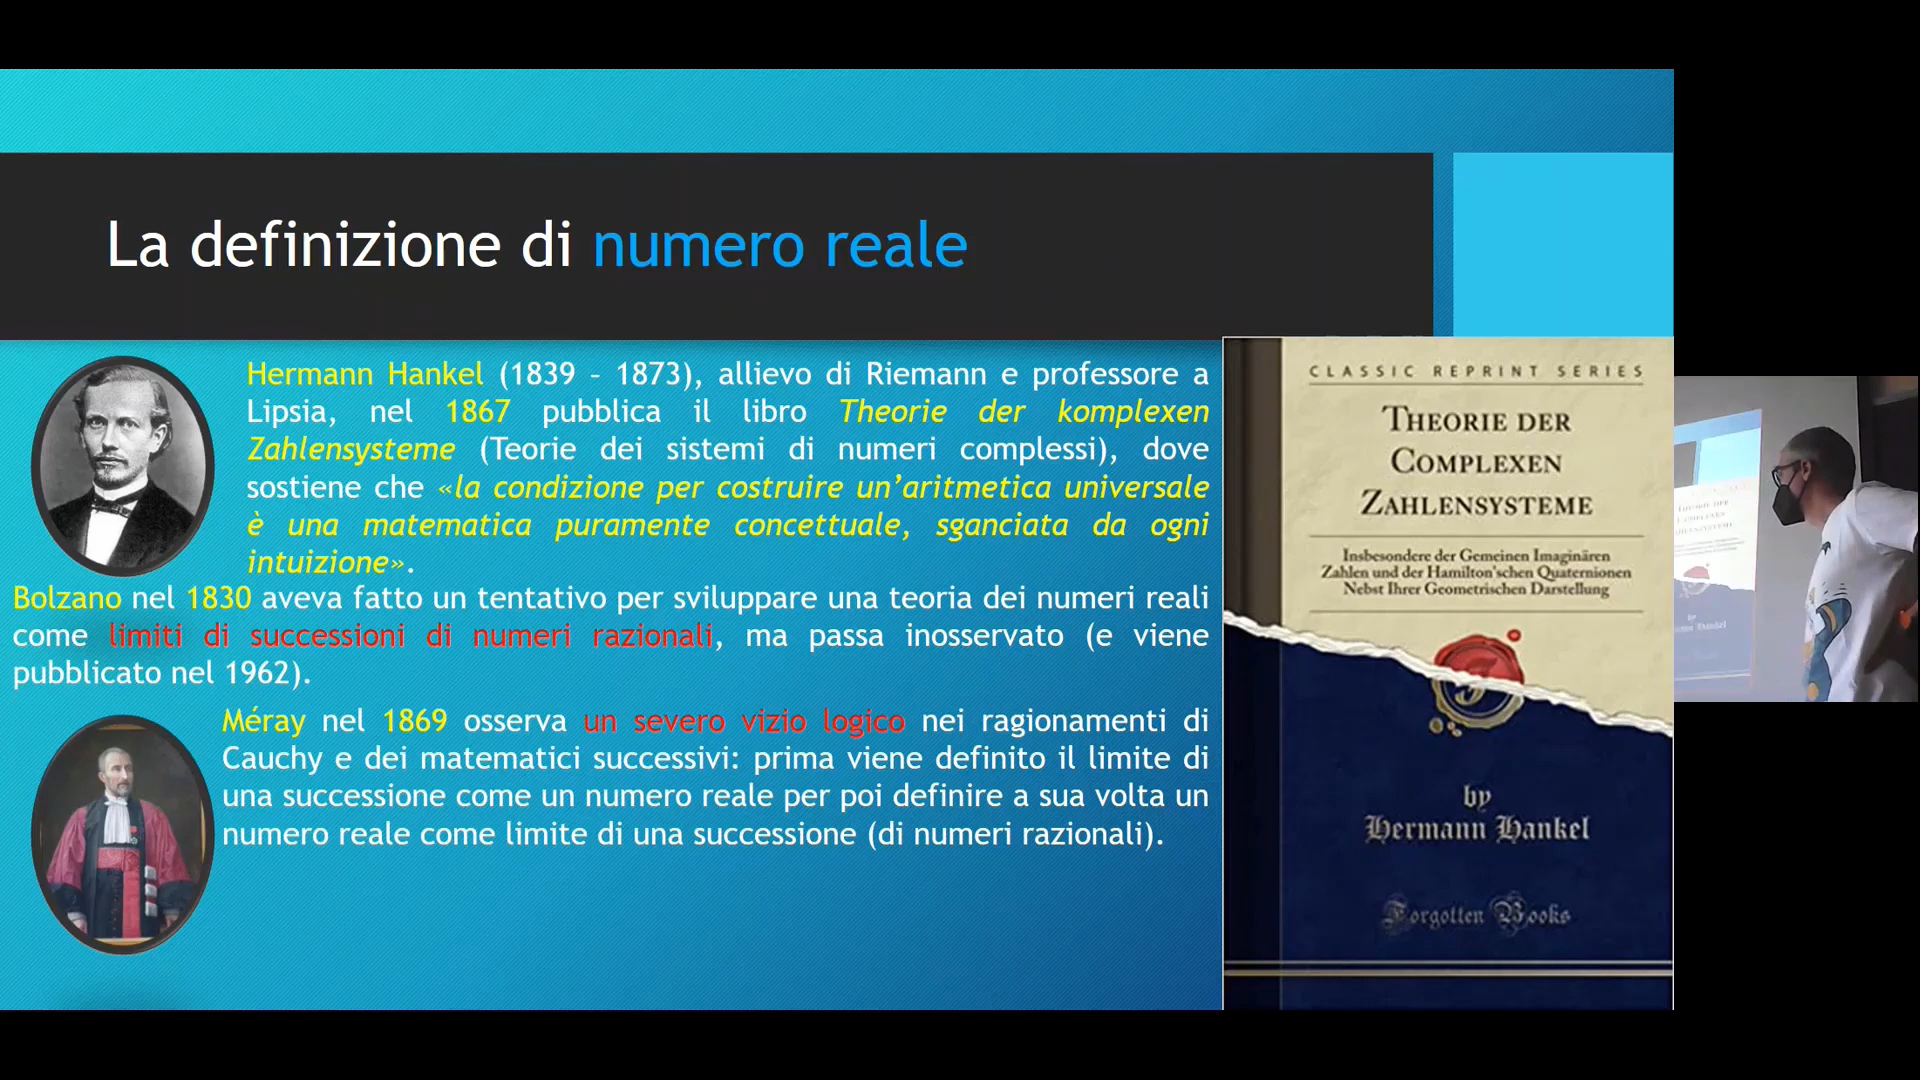 La definizione di numero reale
Hermann Hankel (1839 – 1873), allievo di Riemann e professore a
Lipsia, nel 1867 pubblica il libro Theorie der komplexen
Zahlensysteme (Teorie dei sistemi di numeri complessi), dove
sostiene che «la condizione per costruire un’aritmetica universale
è una matematica puramente concettuale, sganciata da ogni
intuizione».
Bolzano nel 1830 aveva fatto un tentativo per sviluppare una teoria dei numeri reali
come limiti di successioni di numeri razionali, ma passa inosservato (e viene
pubblicato nel 1962).
Méray nel 1869 osserva un severo vizio logico nei ragionamenti di
Cauchy e dei matematici successivi: prima viene definito il limite di
una successione come un numero reale per poi definire a sua volta un
numero reale come limite di una successione (di numeri razionali).
CLASSIC REPRINT SERIES
THEORIE DER
COMPLEXEN
ZAHLENSYSTEME
Insbesondere der Gemeinen Imaginären
Zahlen und der Hamilton'schen Quaternionen
Nebst Ihrer Geometrischen Darstellung
by
Hermann Hankel
Forgotten Books